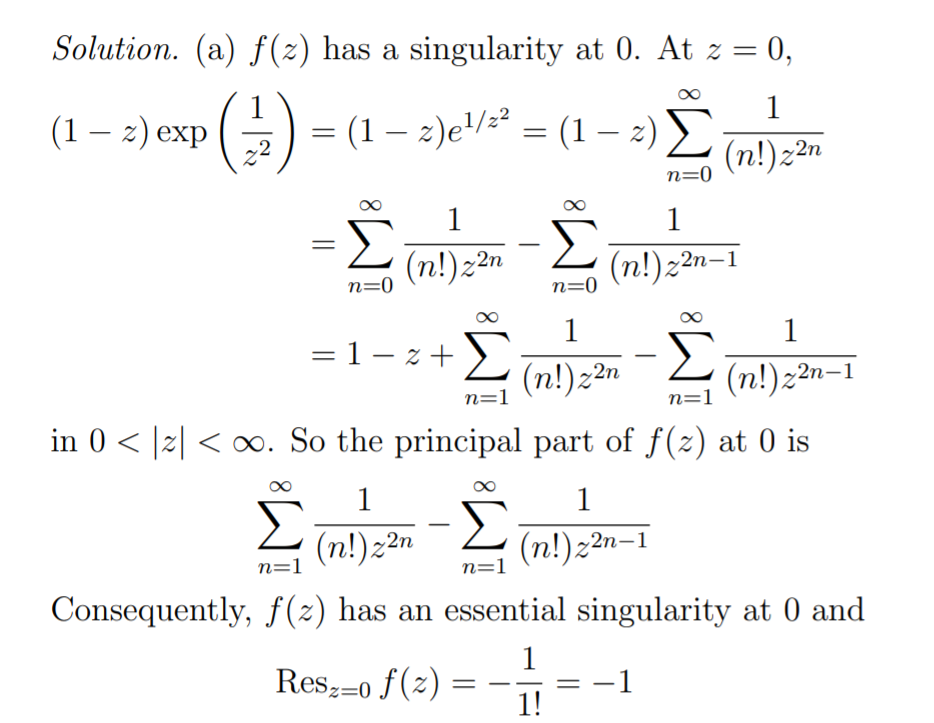 Solution. (a) f(z) has a singularity at 0. At z = 0,
(1 − z) exp(1/z²) = (1 − z)e^{1/z²} = (1 − z) ∑_{n=0}^{∞} 1/((n!)z^{2n})
= ∑_{n=0}^{∞} 1/((n!)z^{2n}) − ∑_{n=0}^{∞} 1/((n!)z^{2n−1})
= 1 − z + ∑_{n=1}^{∞} 1/((n!)z^{2n}) − ∑_{n=1}^{∞} 1/((n!)z^{2n−1})
in 0 < |z| < ∞. So the principal part of f(z) at 0 is
∑_{n=1}^{∞} 1/((n!)z^{2n}) − ∑_{n=1}^{∞} 1/((n!)z^{2n−1})
Consequently, f(z) has an essential singularity at 0 and
Res_{z=0} f(z) = −1/1! = −1